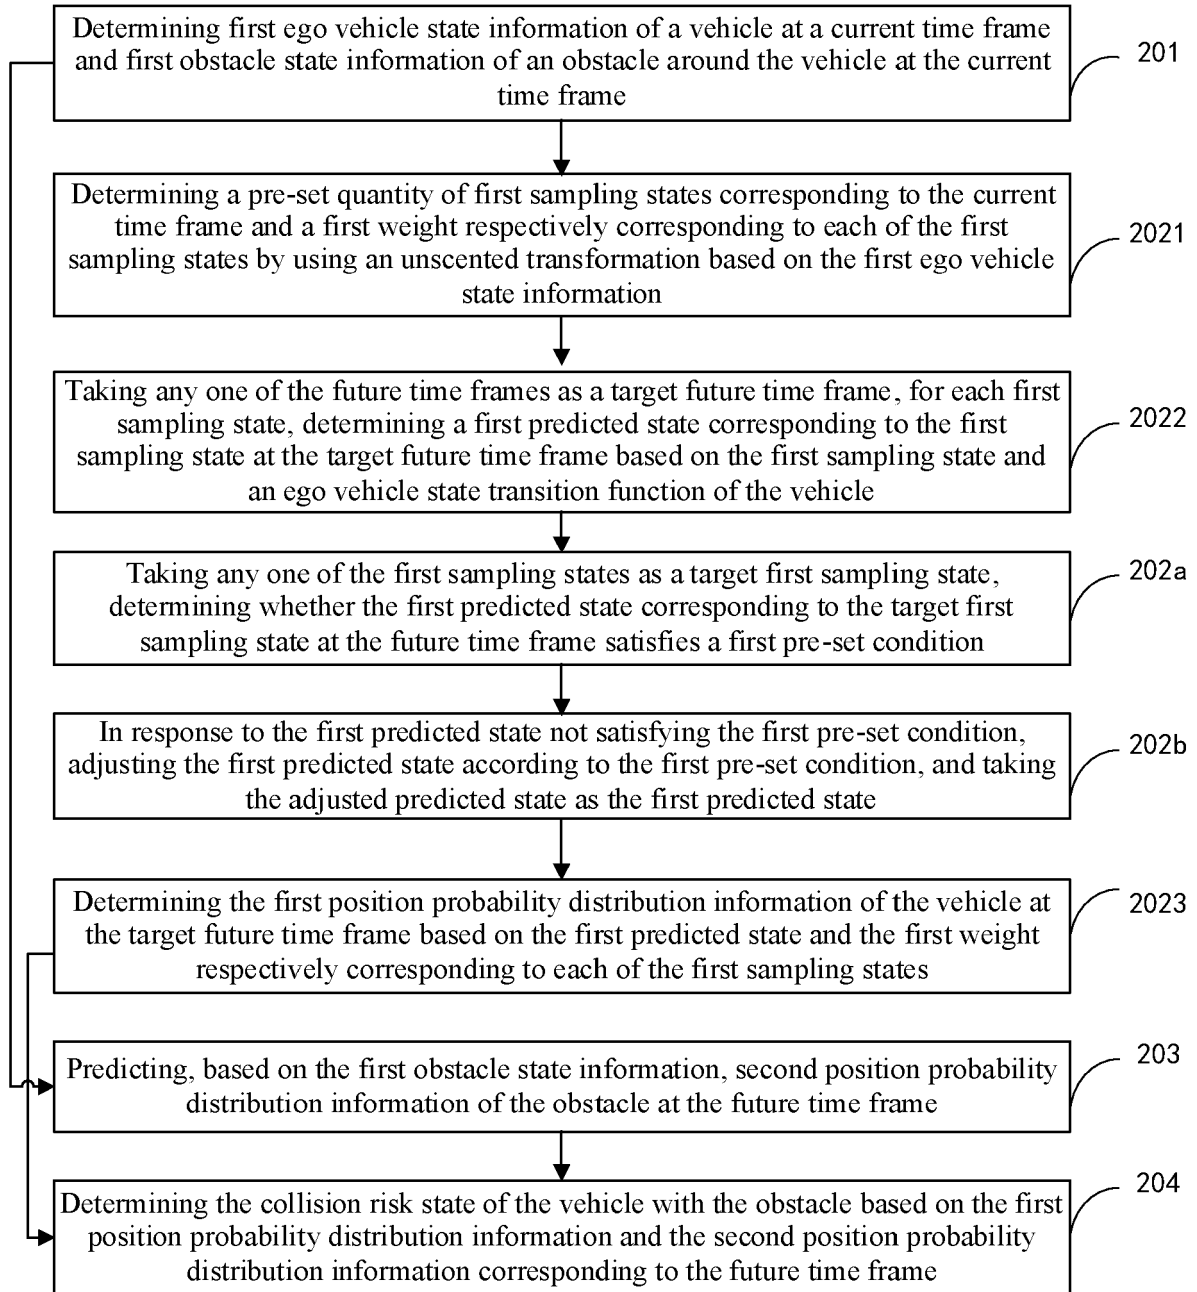 Determining first ego vehicle state information of a vehicle at a current time frame
and first obstacle state information of an obstacle around the vehicle at the current
time frame
201
Determining a pre-set quantity of first sampling states corresponding to the current
time frame and a first weight respectively corresponding to each of the first
sampling states by using an unscented transformation based on the first ego vehicle
state information
2021
Taking any one of the future time frames as a target future time frame, for each first
sampling state, determining a first predicted state corresponding to the first
sampling state at the target future time frame based on the first sampling state and
an ego vehicle state transition function of the vehicle
2022
Taking any one of the first sampling states as a target first sampling state,
determining whether the first predicted state corresponding to the target first
sampling state at the future time frame satisfies a first pre-set condition
202a
In response to the first predicted state not satisfying the first pre-set condition,
adjusting the first predicted state according to the first pre-set condition, and taking
the adjusted predicted state as the first predicted state
202b
Determining the first position probability distribution information of the vehicle at
the target future time frame based on the first predicted state and the first weight
respectively corresponding to each of the first sampling states
2023
Predicting, based on the first obstacle state information, second position probability
distribution information of the obstacle at the future time frame
203
Determining the collision risk state of the vehicle with the obstacle based on the first
position probability distribution information and the second position probability
distribution information corresponding to the future time frame
204